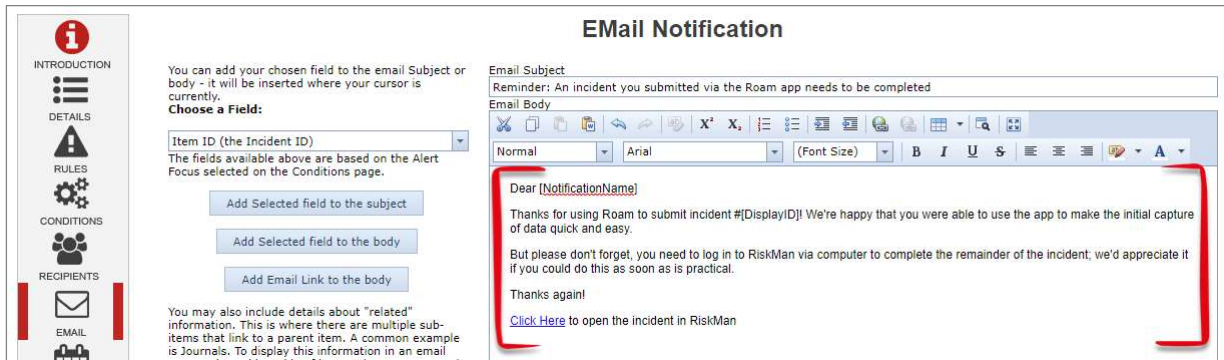 EMail Notification
INTRODUCTION
DETAILS
RULES
CONDITIONS
RECIPIENTS
EMAIL
You can add your chosen field to the email Subject or
body - it will be inserted where your cursor is
currently.
Choose a Field:
Item ID (the Incident ID)
The fields available above are based on the Alert
Focus selected on the Conditions page.
Add Selected field to the subject
Add Selected field to the body
Add Email Link to the body
You may also include details about "related"
information. This is where there are multiple sub-
items that link to a parent item. A common example
is Journals. To display this information in an email
Email Subject
Reminder: An incident you submitted via the Roam app needs to be completed
Email Body
Normal Arial (Font Size) B I U S A
Dear [NotificationName]
Thanks for using Roam to submit incident #[DisplayID]! We're happy that you were able to use the app to make the initial capture
of data quick and easy.
But please don't forget, you need to log in to RiskMan via computer to complete the remainder of the incident; we'd appreciate it
if you could do this as soon as is practical.
Thanks again!
Click Here to open the incident in RiskMan